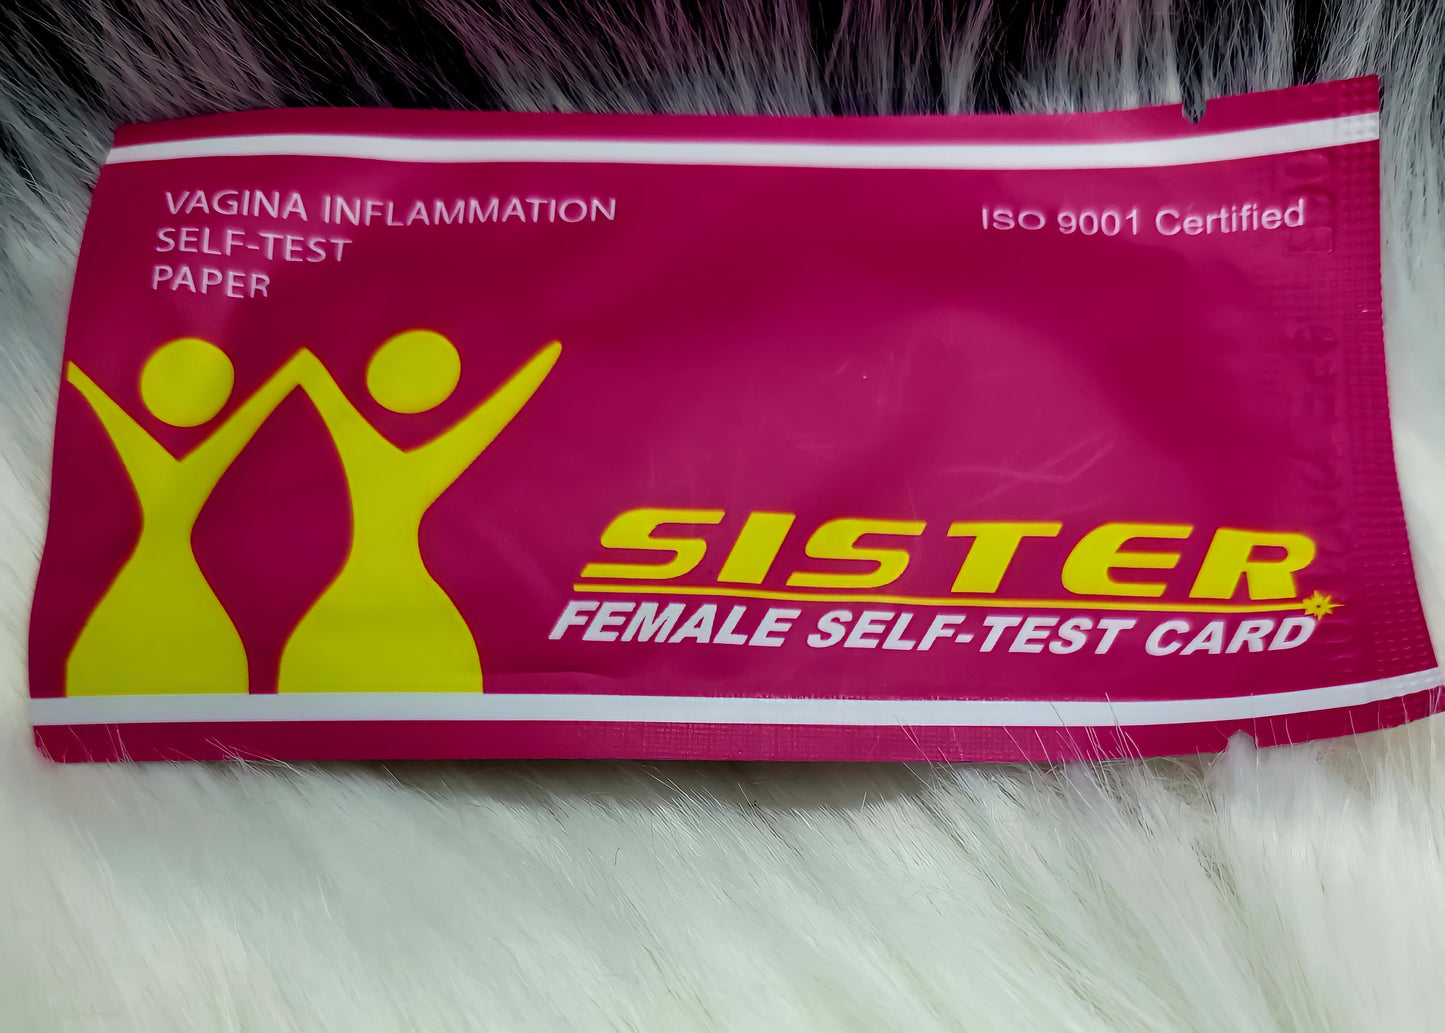 VAGINA INFLAMMATION
SELF-TEST
PAPER
ISO 9001 Certified
SISTER
FEMALE SELF-TEST CARD